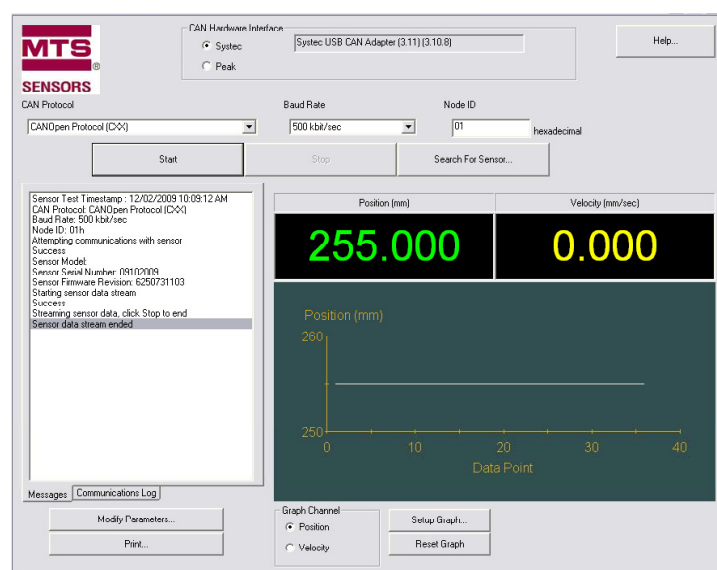 MTS
®
SENSORS
CAN Hardware Interface
Systec
Systec USB CAN Adapter (3.11) (3.10.8)
Peak
Help...
CAN Protocol
Baud Rate
Node ID
CANOpen Protocol (CXX)
500 kbit/sec
01
hexadecimal
Start
Stop
Search For Sensor...
Sensor Test Timestamp : 12/02/2009 10:09:12 AM
CAN Protocol: CANOpen Protocol (CXX)
Baud Rate: 500 kbit/sec
Node ID: 01h
Attempting communications with sensor
Success
Sensor Model:
Sensor Serial Number: 09102009
Sensor Firmware Revision: 6250731103
Starting sensor data stream
Success
Streaming sensor data, click Stop to end
Sensor data stream ended
Messages
Communications Log
Position (mm)
Velocity (mm/sec)
255.000
0.000
Position (mm)
260
250
0
10
20
30
40
Data Point
Modify Parameters...
Print...
Graph Channel
Position
Velocity
Setup Graph...
Reset Graph